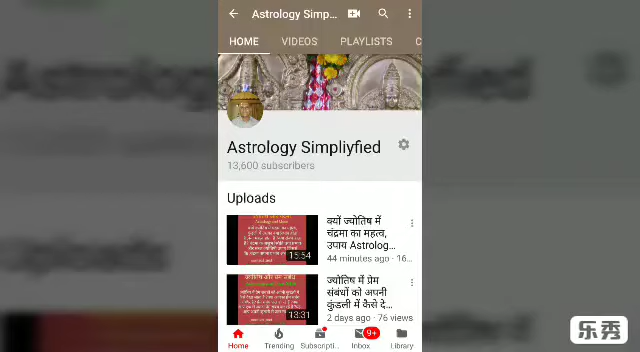 Astrology Simp...
HOME VIDEOS PLAYLISTS C
Astrology Simpliyfied
13,600 subscribers
Uploads
क्यों ज्योतिष में
चंद्रमा का महत्व,
उपाय Astrolog...
44 minutes ago · 16...
15:54
ज्योतिष में प्रेम
संबंधों को अपनी
कुंडली में कैसे दे...
2 days ago · 76 views
13:31
9+
Home Trending Subscripti... Inbox Library
乐秀